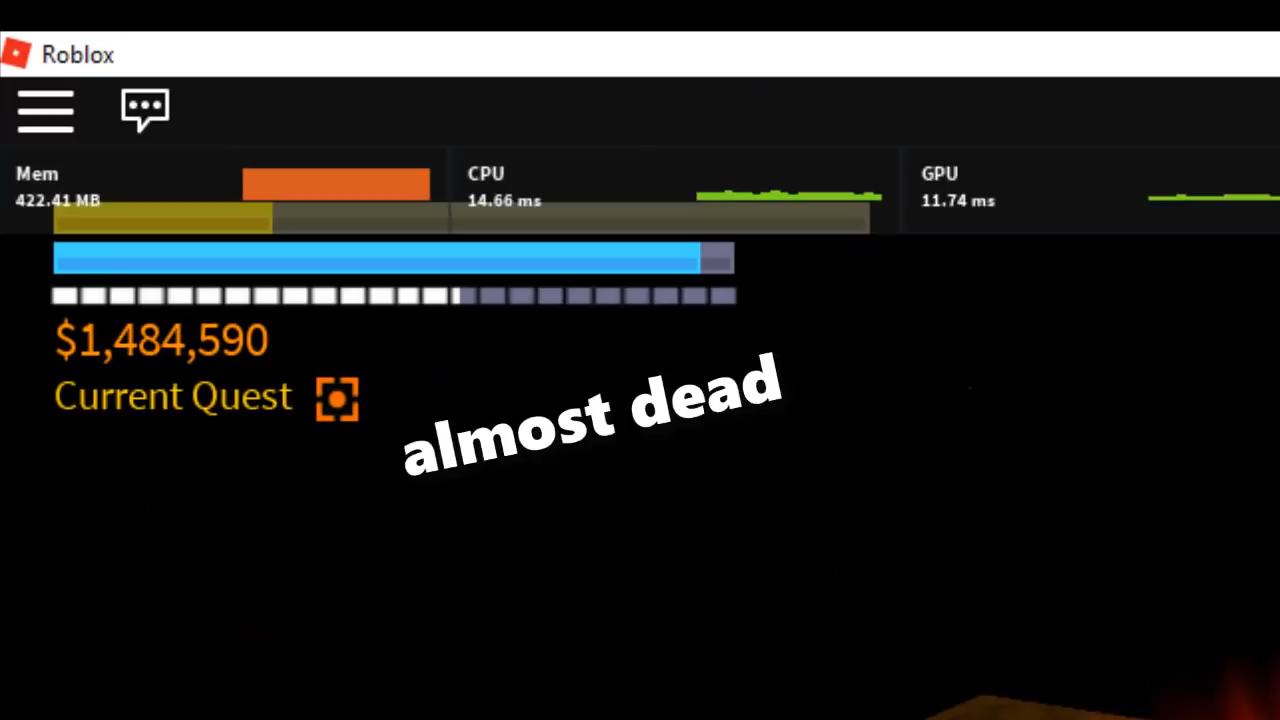 Roblox
Mem
422.41 MB
CPU
14.66 ms
GPU
11.74 ms
$1,484,590
Current Quest
almost dead